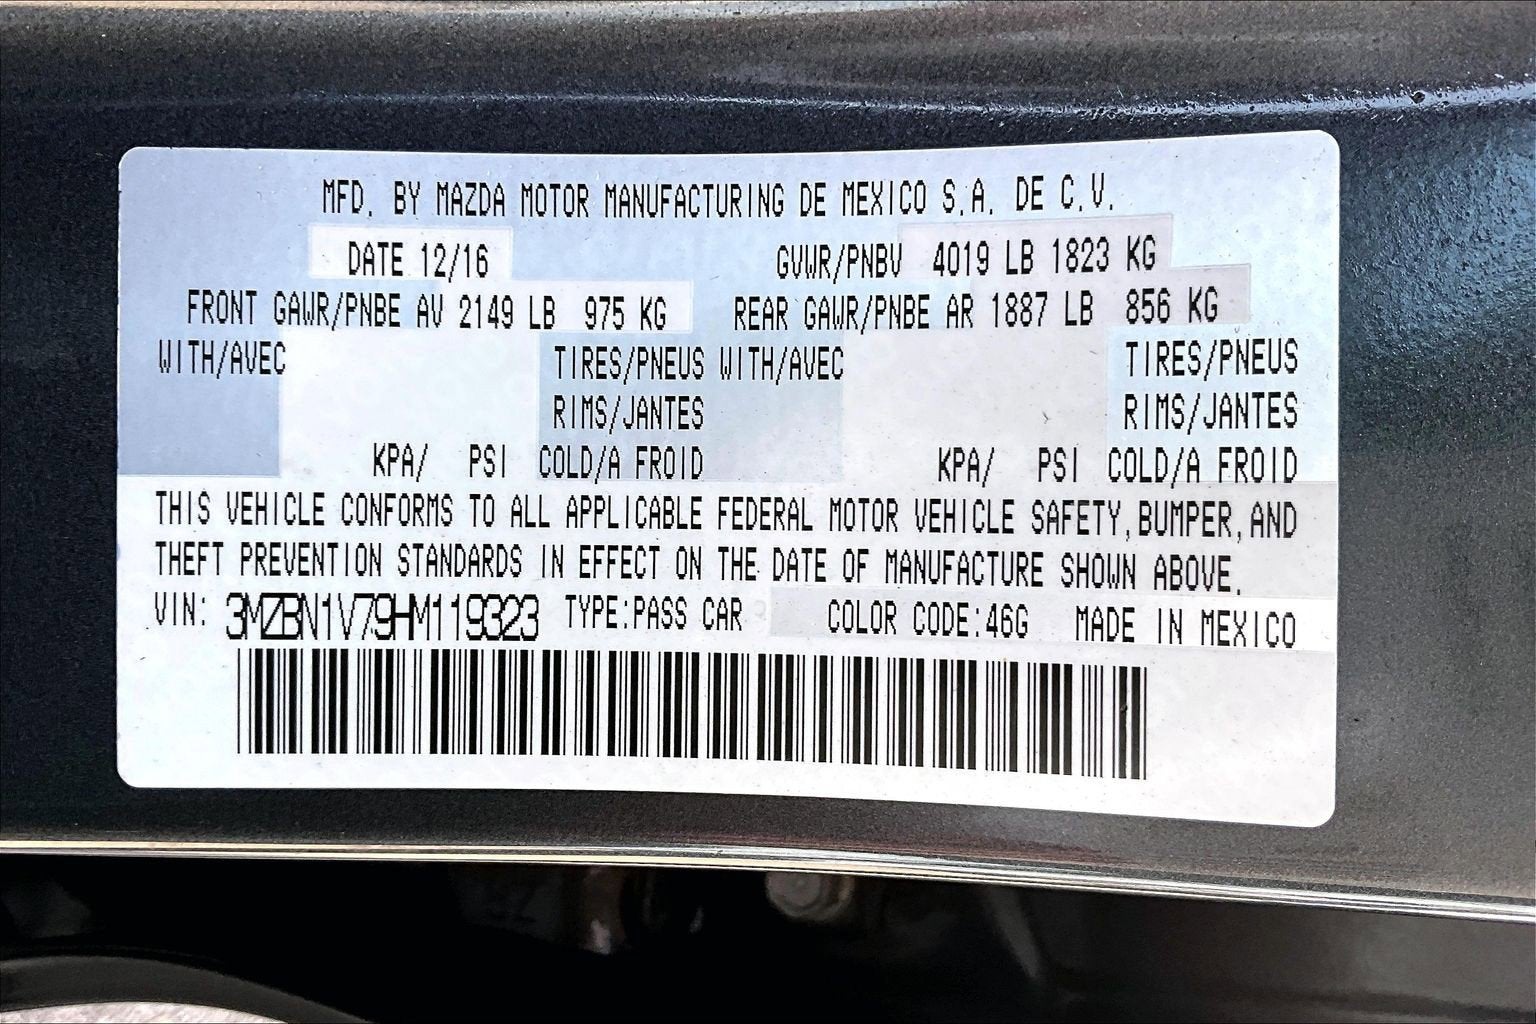 MFD. BY MAZDA MOTOR MANUFACTURING DE MEXICO S.A. DE C.V.
DATE 12/16 GVWR/PNBV 4019 LB 1823 KG
FRONT GAWR/PNBE AV 2149 LB 975 KG REAR GAWR/PNBE AR 1887 LB 856 KG
WITH/AVEC TIRES/PNEUS WITH/AVEC TIRES/PNEUS
RIMS/JANTES RIMS/JANTES
KPA/ PSI COLD/A FROID KPA/ PSI COLD/A FROID
THIS VEHICLE CONFORMS TO ALL APPLICABLE FEDERAL MOTOR VEHICLE SAFETY, BUMPER, AND
THEFT PREVENTION STANDARDS IN EFFECT ON THE DATE OF MANUFACTURE SHOWN ABOVE.
VIN: 3MZBN1V79HM119323 TYPE:PASS CAR COLOR CODE:46G MADE IN MEXICO